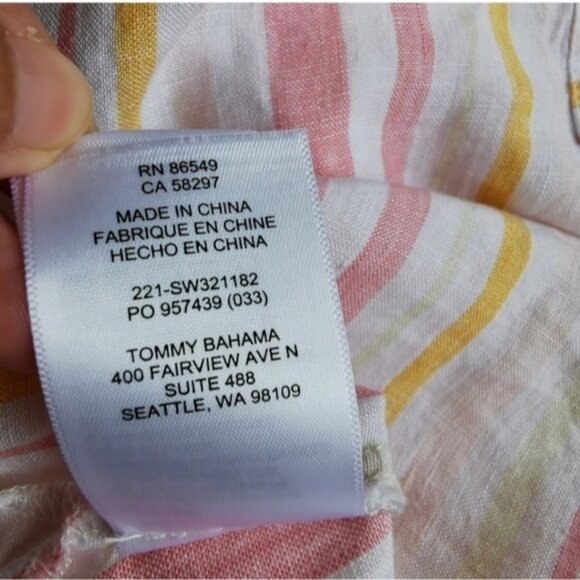 RN 86549
CA 58297
MADE IN CHINA
FABRIQUE EN CHINE
HECHO EN CHINA
221-SW321182
PO 957439 (033)
TOMMY BAHAMA
400 FAIRVIEW AVE N
SUITE 488
SEATTLE, WA 98109